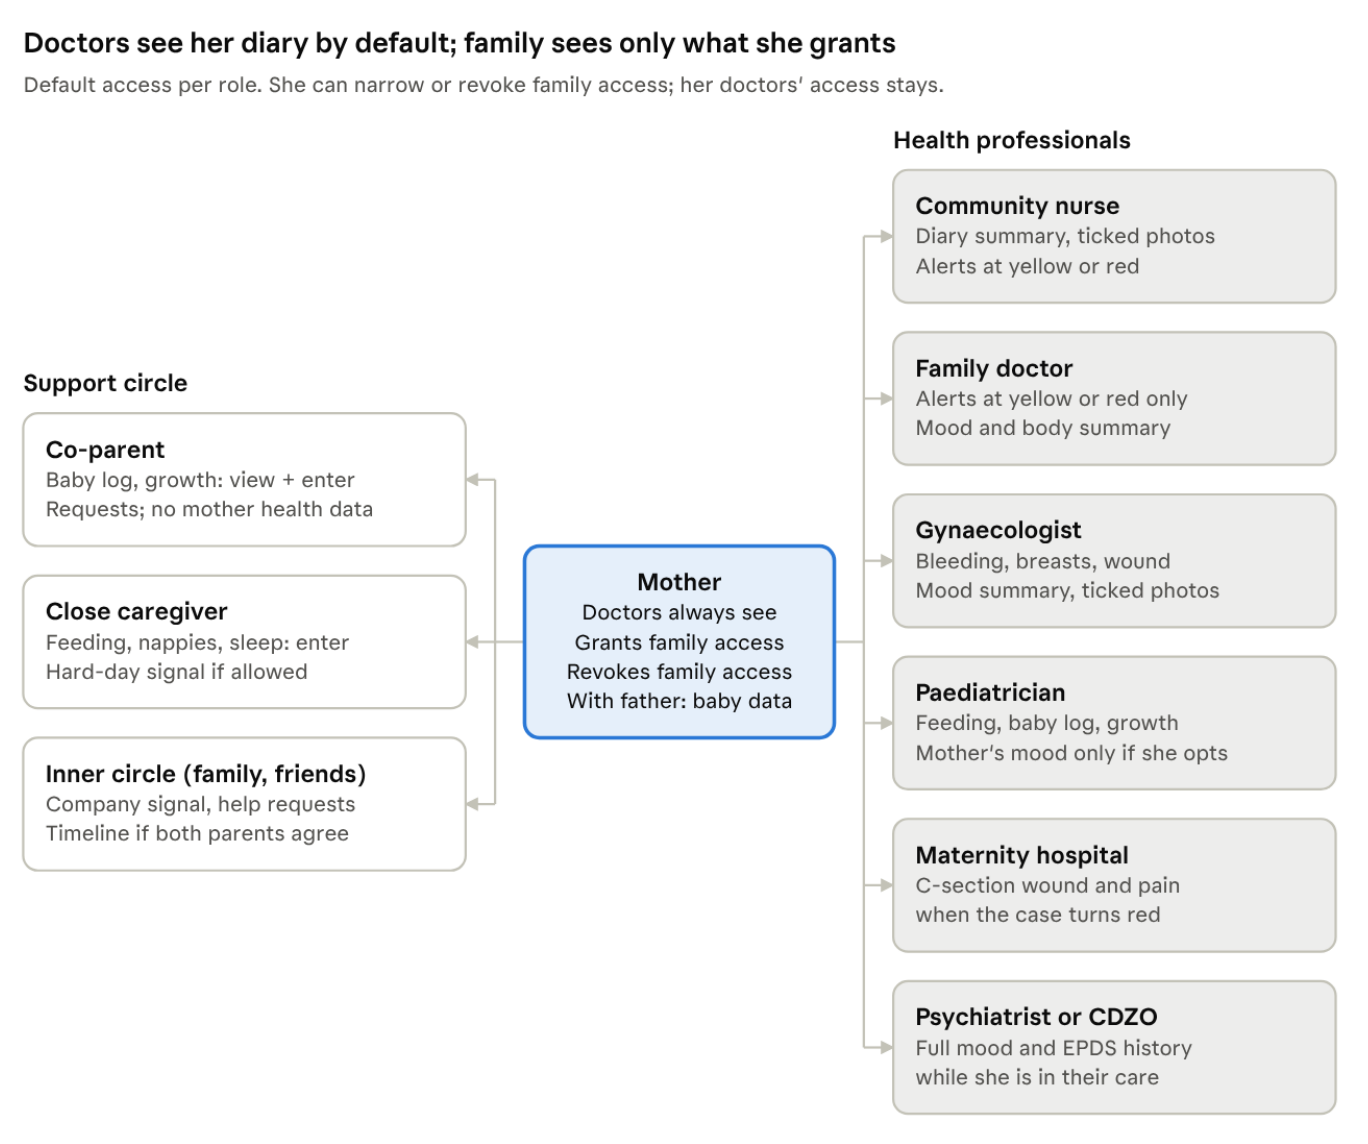 Doctors see her diary by default; family sees only what she grants
Default access per role. She can narrow or revoke family access; her doctors' access stays.
Support circle
Co-parent
Baby log, growth: view + enter
Requests; no mother health data
Close caregiver
Feeding, nappies, sleep: enter
Hard-day signal if allowed
Inner circle (family, friends)
Company signal, help requests
Timeline if both parents agree
Mother
Doctors always see
Grants family access
Revokes family access
With father: baby data
Health professionals
Community nurse
Diary summary, ticked photos
Alerts at yellow or red
Family doctor
Alerts at yellow or red only
Mood and body summary
Gynaecologist
Bleeding, breasts, wound
Mood summary, ticked photos
Paediatrician
Feeding, baby log, growth
Mother's mood only if she opts
Maternity hospital
C-section wound and pain
when the case turns red
Psychiatrist or CDZO
Full mood and EPDS history
while she is in their care